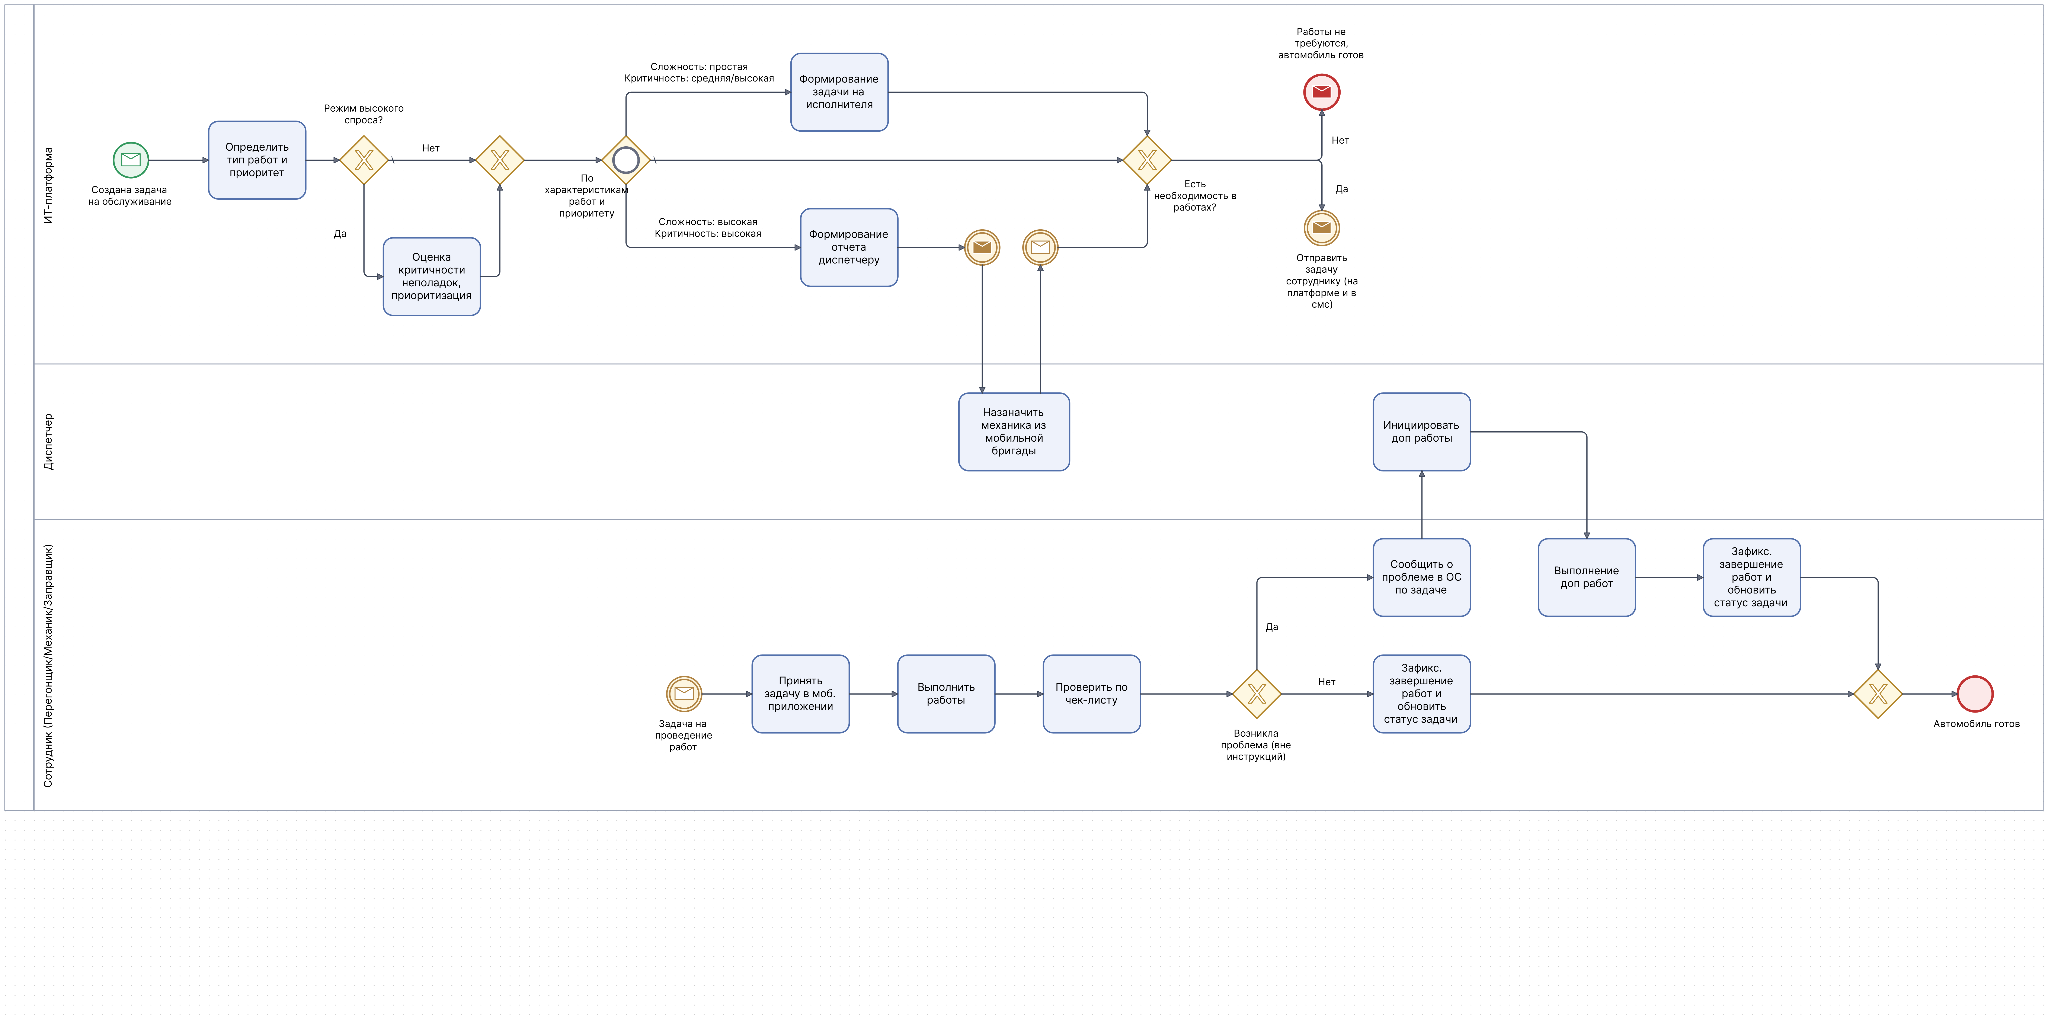 ИТ-платформа
Создана задача
на обслуживание
Определить
тип работ и
приоритет
Режим высокого
спроса?
Нет
Да
Оценка
критичности
неполадок,
приоритизация
По
характеристикам
работ и
приоритету
Сложность: простая
Критичность: средняя/высокая
Формирование
задачи на
исполнителя
Сложность: высокая
Критичность: высокая
Формирование
отчета
диспетчеру
Есть
необходимость в
работах?
Работы не
требуются,
автомобиль готов
Нет
Да
Отправить
задачу
сотруднику (на
платформе и в
смс)
Диспетчер
Назаначить
механика из
мобильной
бригады
Инициировать
доп работы
Сотрудник (Перегонщик/Механик/Заправщик)
Задача на
проведение
работ
Принять
задачу в моб.
приложении
Выполнить
работы
Проверить по
чек-листу
Возникла
проблема (вне
инструкций)
Да
Нет
Сообщить о
проблеме в ОС
по задаче
Зафикс.
завершение
работ и
обновить
статус задачи
Выполнение
доп работ
Зафикс.
завершение
работ и
обновить
статус задачи
Автомобиль готов